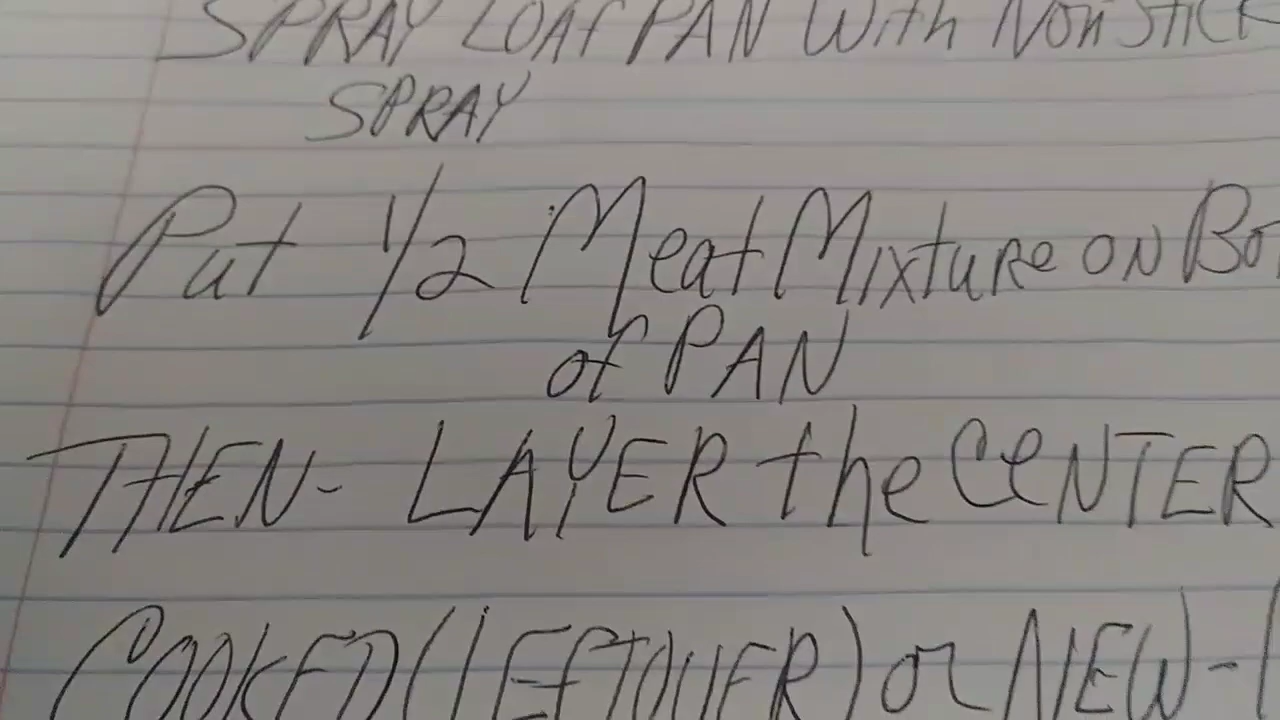 SPRAY LOAF PAN With NoN Stick
SPRAY
Put 1/2 Meat Mixture ON Bo
of PAN
THEN- LAYER the CeNTER
COOKED (LEFTOVER) or NEW-